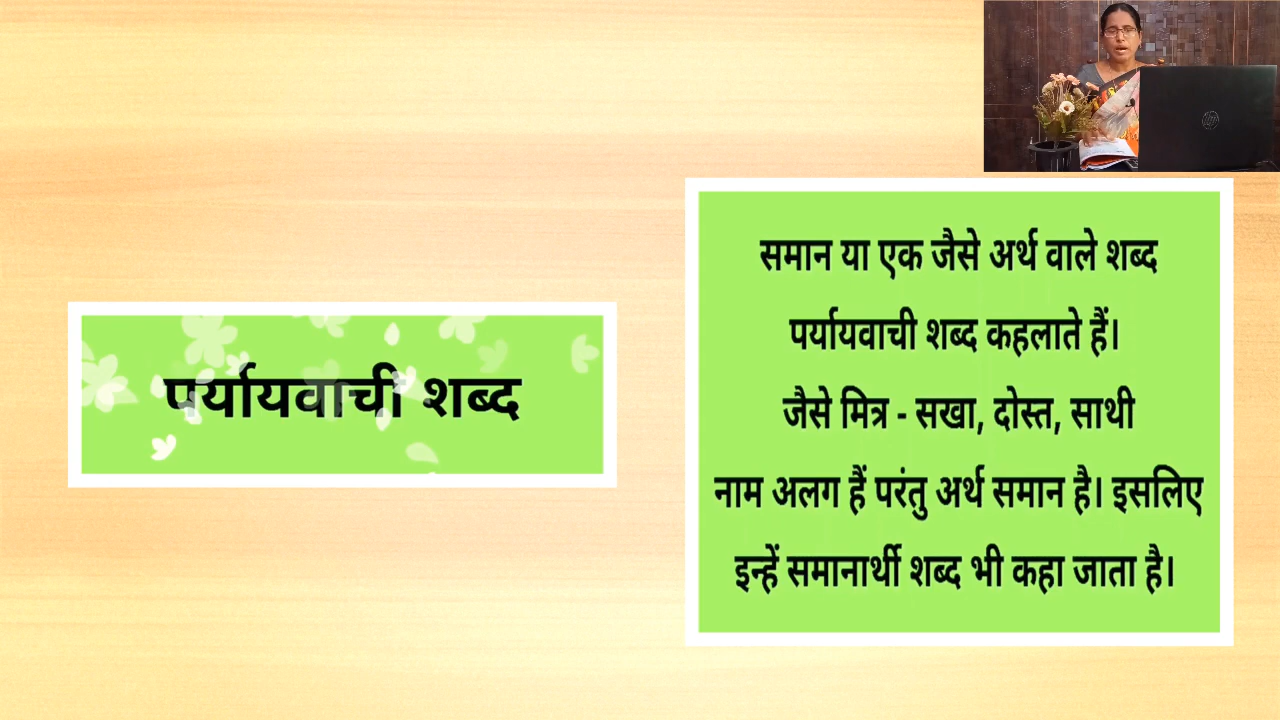 पर्यायवाची शब्द
समान या एक जैसे अर्थ वाले शब्द
पर्यायवाची शब्द कहलाते हैं।
जैसे मित्र - सखा, दोस्त, साथी
नाम अलग हैं परंतु अर्थ समान है। इसलिए
इन्हें समानार्थी शब्द भी कहा जाता है।
hp